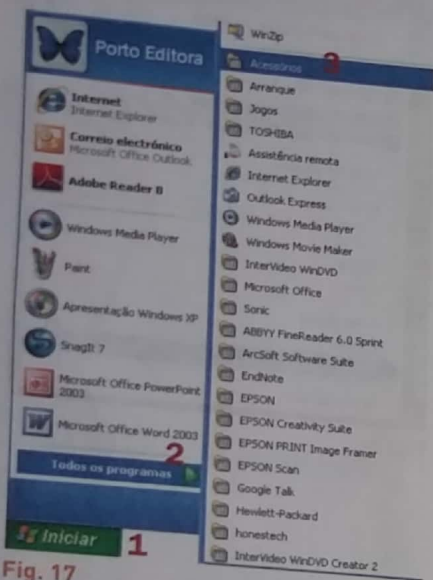 Porto Editora
Internet
Internet Explorer
Correio electrónico
Microsoft Office Outlook
Adobe Reader 8
Windows Media Player
Paint
Apresentação Windows XP
SnagIt 7
Microsoft Office PowerPoint
2003
Microsoft Office Word 2003
2
Todos os programas
Iniciar
1
Fig. 17
WinZip
Acessórios
3
Arranque
Jogos
TOSHIBA
Assistência remota
Internet Explorer
Outlook Express
Windows Media Player
Windows Movie Maker
InterVideo WinDVD
Microsoft Office
Sonic
ABBYY FineReader 6.0 Sprint
ArcSoft Software Suite
EndNote
EPSON
EPSON Creativity Suite
EPSON PRINT Image Framer
EPSON Scan
Google Talk
Hewlett-Packard
honestech
InterVideo WinDVD Creator 2